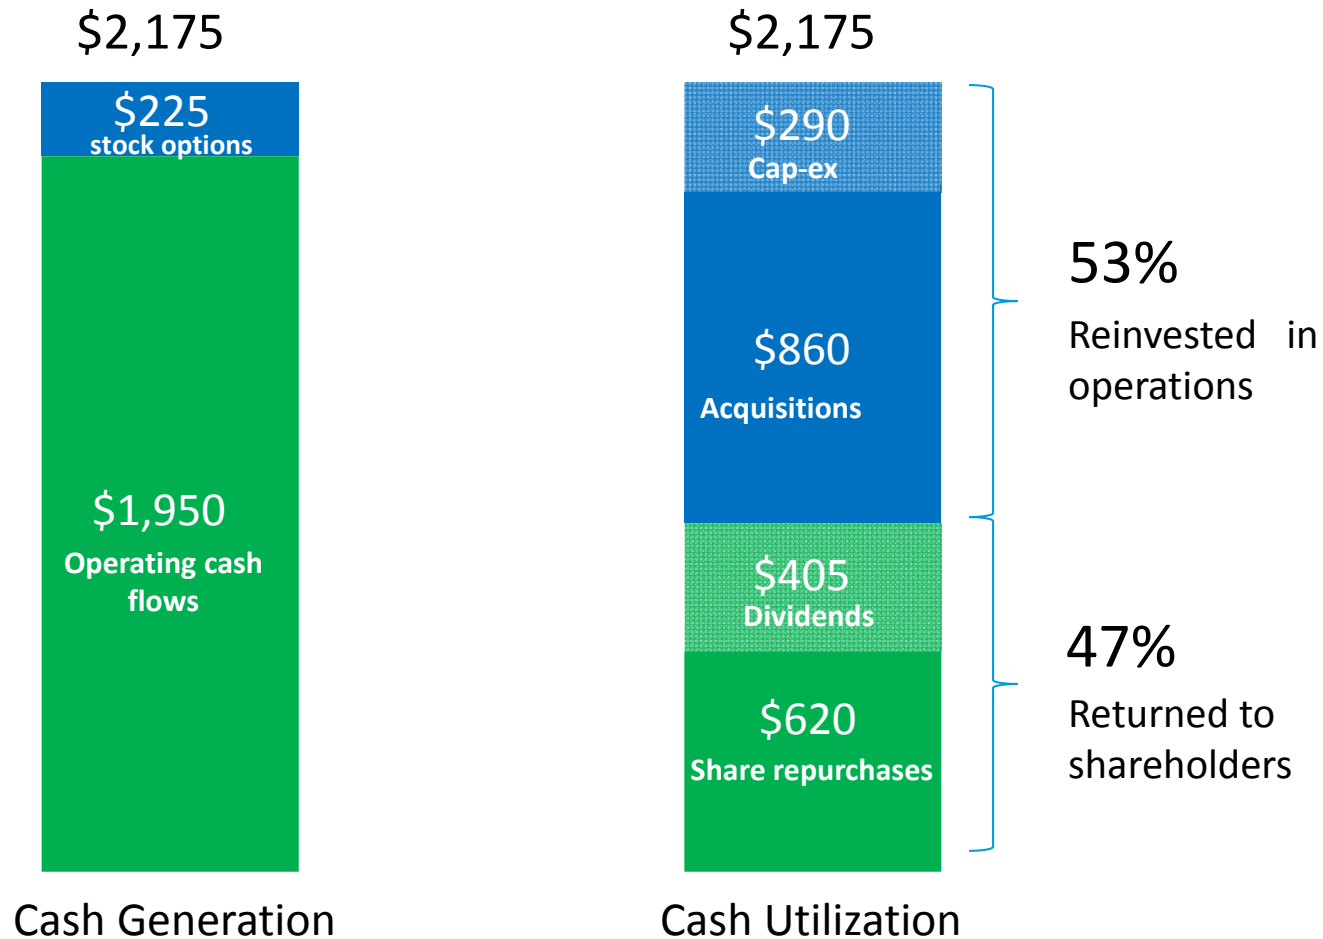 $2,175
$225
stock options
$1,950
Operating cash
flows
Cash Generation
$2,175
$290
Cap-ex
$860
Acquisitions
$405
Dividends
$620
Share repurchases
Cash Utilization
53%
Reinvested in
operations
47%
Returned to
shareholders